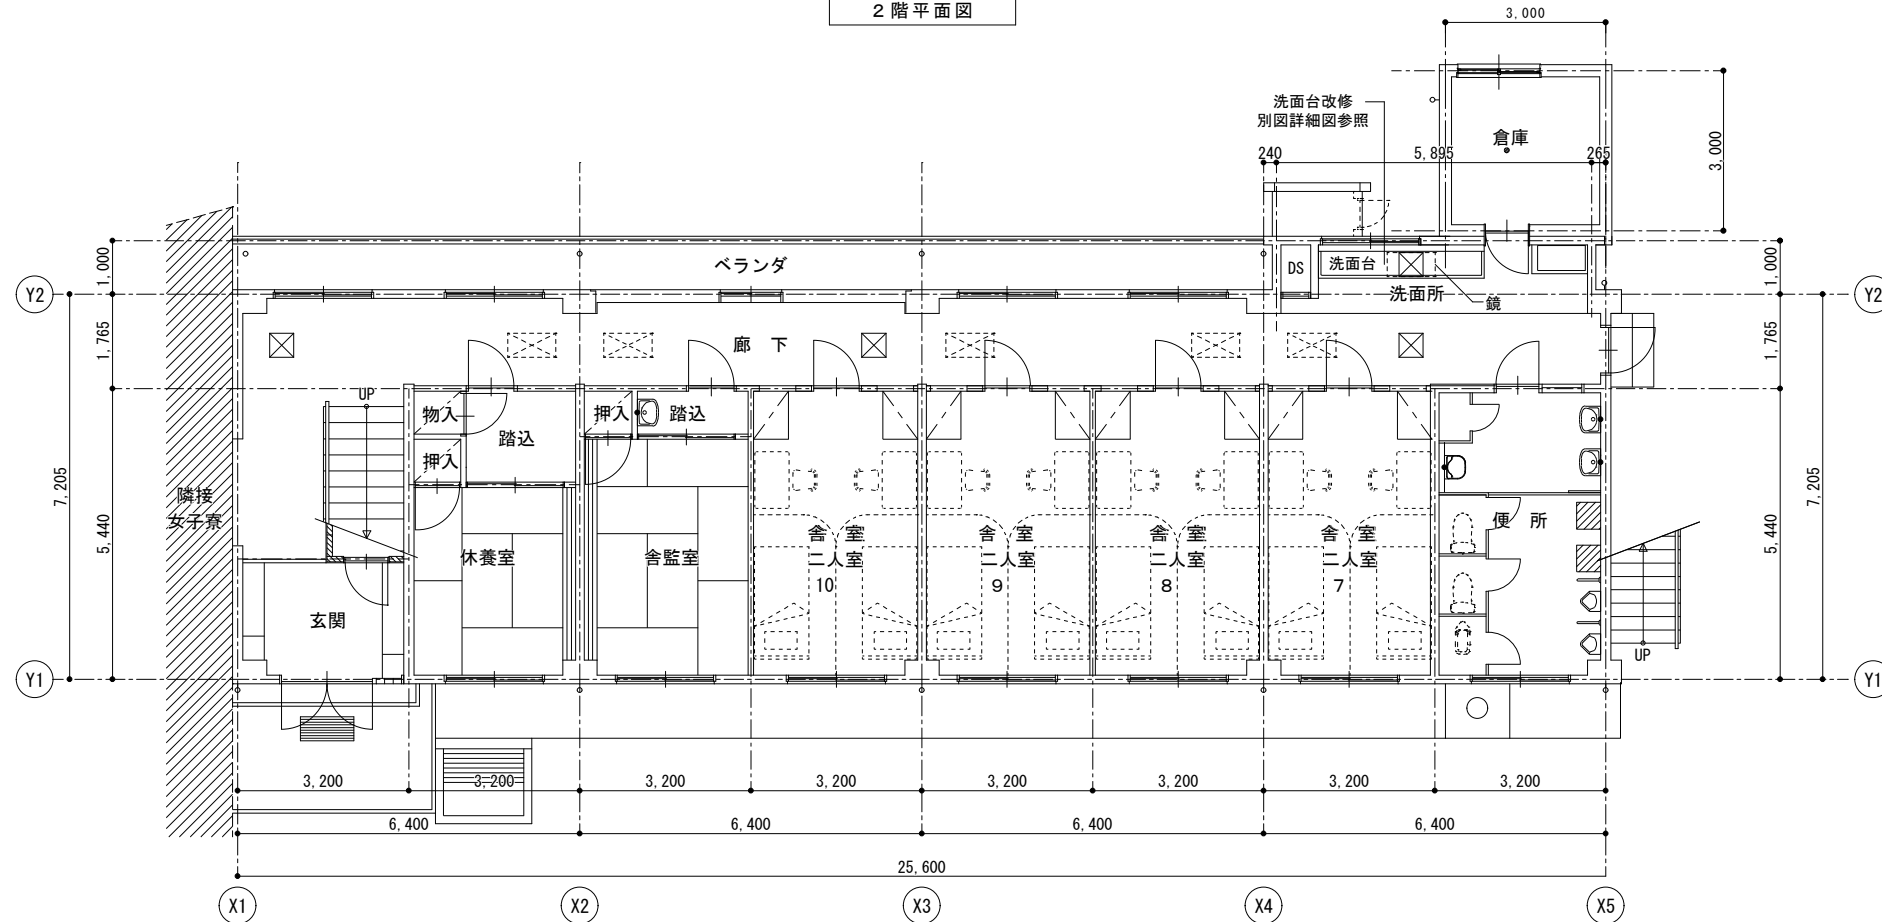 ２階平面図
3,000
洗面台改修
別図詳細図参照
倉庫
240
5,895
265
3,000
1,000
ベランダ
DS
洗面台
洗面所
鏡
1,000
Y2
Y2
1,765
廊　下
1,765
UP
物入
踏込
押入
押入
踏込
7,205
5,440
隣接
女子寮
休養室
舎監室
舎　室
二人室
10
舎　室
二人室
9
舎　室
二人室
8
舎　室
二人室
7
便　所
7,205
5,440
玄関
UP
Y1
Y1
3,200
3,200
3,200
3,200
3,200
3,200
3,200
3,200
6,400
6,400
6,400
6,400
25,600
X1
X2
X3
X4
X5